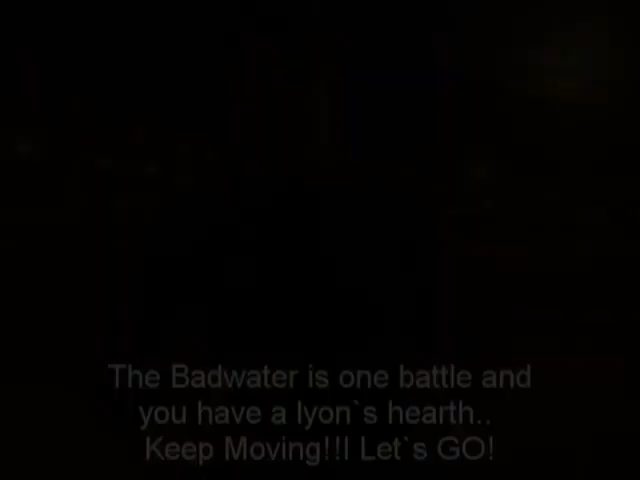 The Badwater is one battle and
you have a lyon`s hearth..
Keep Moving!!! Let`s GO!